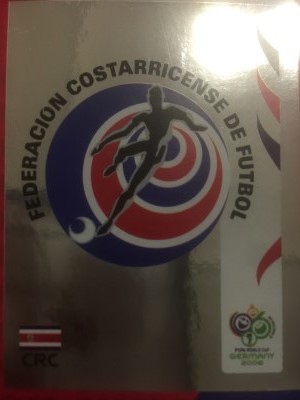 FEDERACION COSTARRICENSE DE FUTBOL
CRC
FIFA WORLD CUP
GERMANY
2006